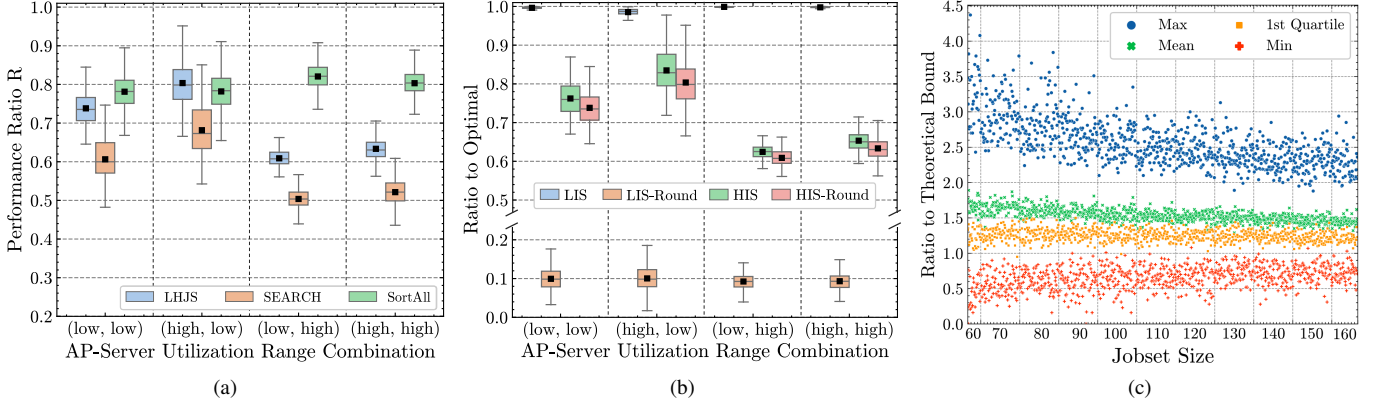 Performance Ratio R
1.0
0.9
0.8
0.7
0.6
0.5
0.4
0.3
0.2
LHJS
SEARCH
SortAll
(low, low)
(high, low)
(low, high)
(high, high)
AP-Server Utilization Range Combination
(a)
Ratio to Optimal
1.0
0.9
0.8
0.7
0.6
0.5
0.2
0.1
0.0
LIS
LIS-Round
HIS
HIS-Round
(low, low)
(high, low)
(low, high)
(high, high)
AP-Server Utilization Range Combination
(b)
Ratio to Theoretical Bound
4.5
4.0
3.5
3.0
2.5
2.0
1.5
1.0
0.5
0.0
Max
1st Quartile
Mean
Min
60
70
80
90
100
110
120
130
140
150
160
Jobset Size
(c)